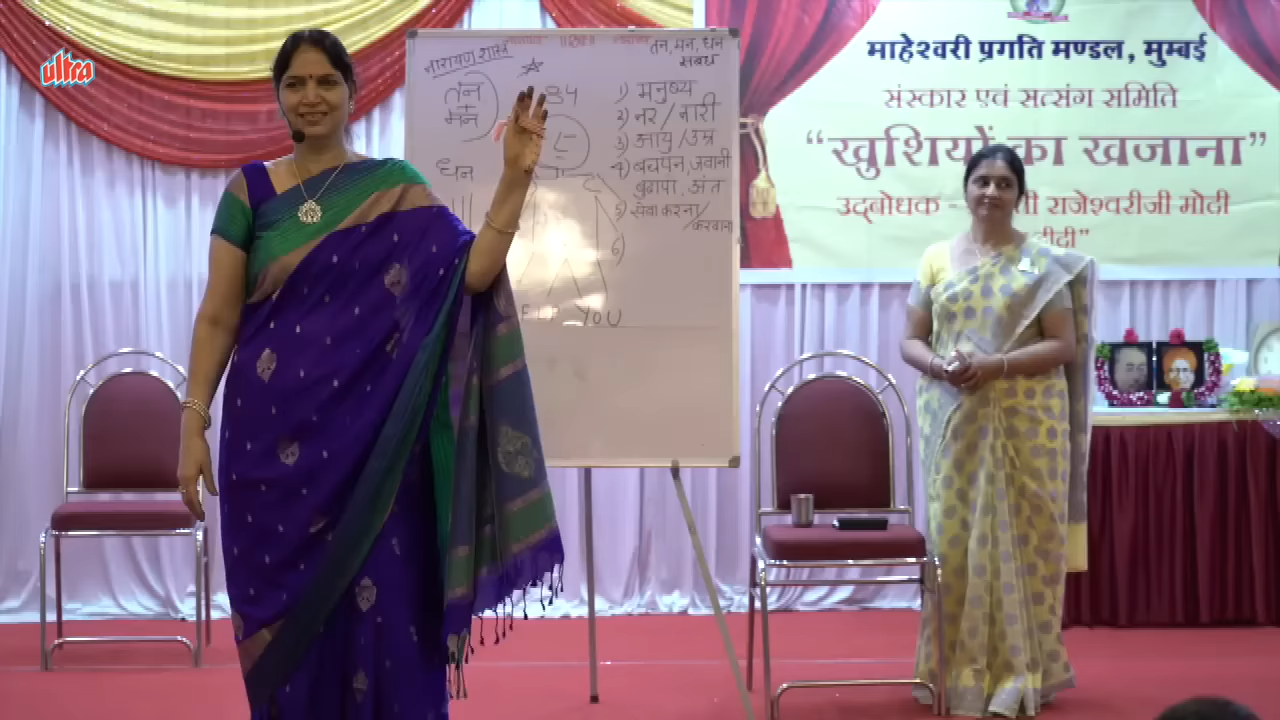 ultra
नारायण शास्त्र
तन, मन, धन
संबंध
तन
+
मन
84
धन
1) मनुष्य
2) नर / नारी
3) आयु / उम्र
4) बचपन, जवानी
बुढापा, अंत
5) सेवा करना /
करवाना
6)
YOU
माहेश्वरी प्रगति मण्डल, मुम्बई
संस्कार एवं सत्संग समिति
“खुशियों का खजाना”
उद्‌बोधक - राजेश्वरीजी मोदी
दीदी”